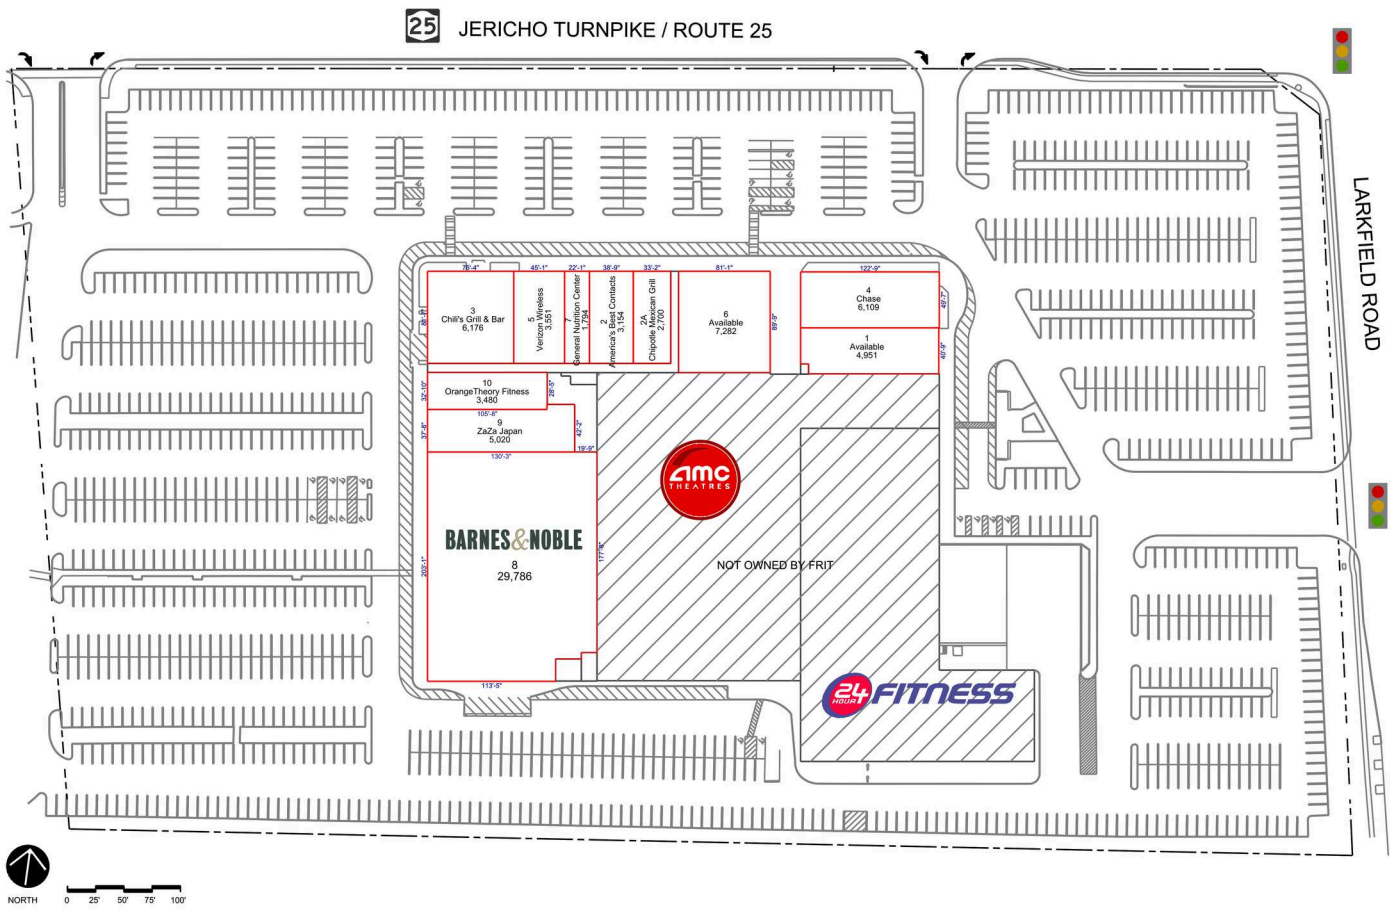 25
JERICHO TURNPIKE / ROUTE 25
LARKFIELD ROAD
76'-4"
45'-1"
22'-1"
38'-9"
33'-2"
81'-1"
122'-9"
3
Chili's Grill & Bar
6,176
5
Verizon Wireless
3,551
7
General Nutrition Center
1,794
2
America's Best Contacts
3,154
2A
Chipotle Mexican Grill
2,700
6
Available
7,282
89'-9"
4
Chase
6,109
49'-7"
1
Available
4,951
40'-9"
10
OrangeTheory Fitness
3,480
32'-10"
28'-5"
105'-8"
9
ZaZa Japan
5,020
37'-8"
42'-2"
19'-9"
130'-3"
AMC
THEATRES
BARNES&NOBLE
8
29,786
203'-1"
177'-8"
113'-5"
NOT OWNED BY FRIT
24
HOUR
FITNESS
NORTH
0 25' 50' 75' 100'